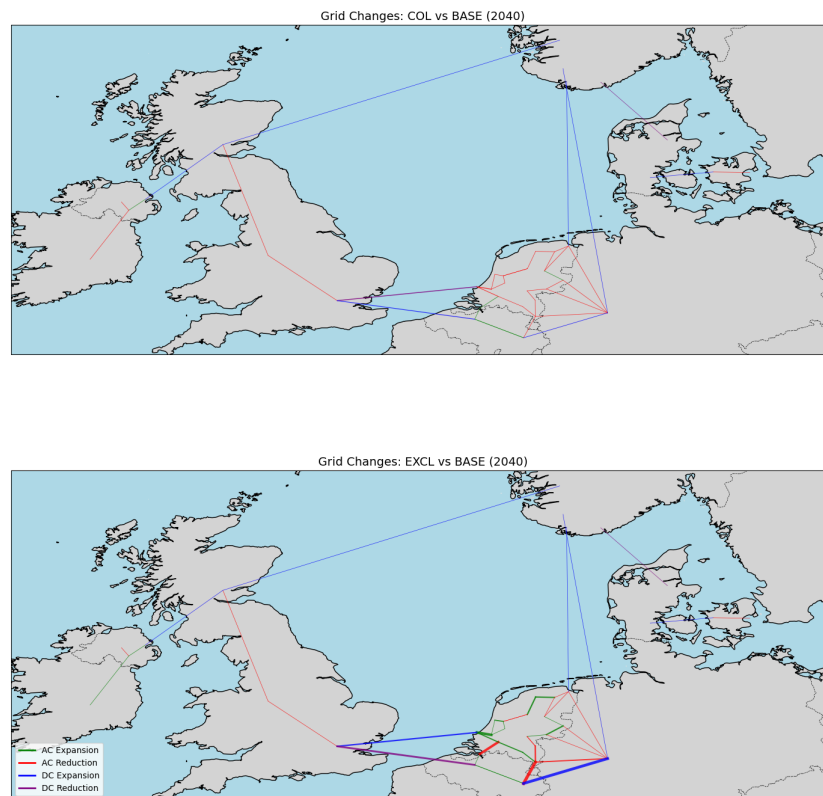 Grid Changes: COL vs BASE (2040)
Grid Changes: EXCL vs BASE (2040)
AC Expansion
AC Reduction
DC Expansion
DC Reduction